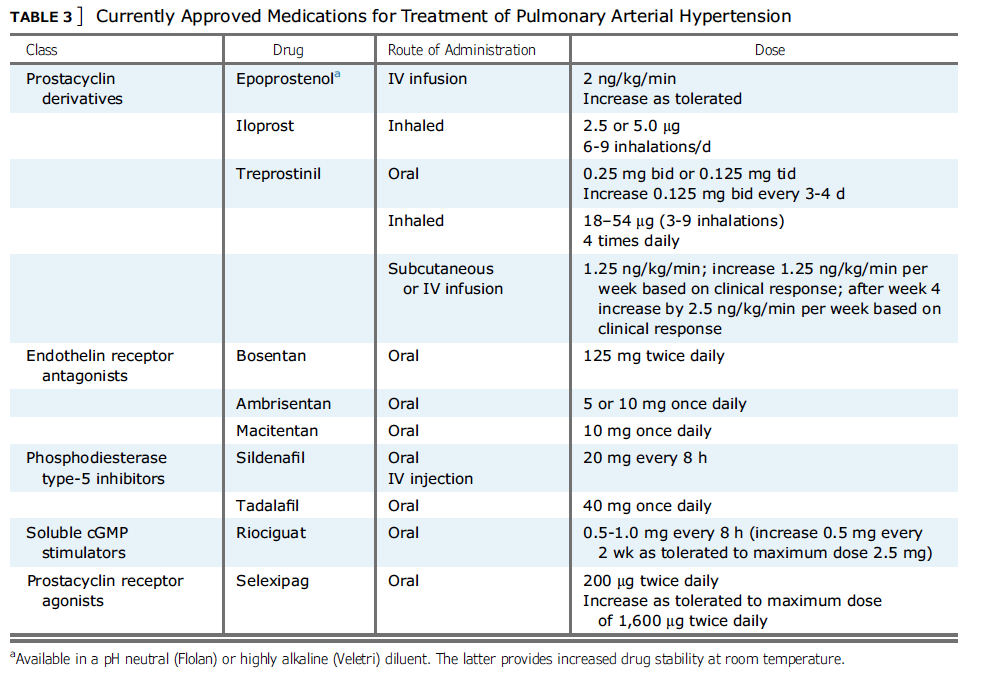 TABLE 3 ] Currently Approved Medications for Treatment of Pulmonary Arterial Hypertension
Class Drug Route of Administration Dose
Prostacyclin derivatives Epoprostenolᵃ IV infusion 2 ng/kg/min
Increase as tolerated
Iloprost Inhaled 2.5 or 5.0 μg
6-9 inhalations/d
Treprostinil Oral 0.25 mg bid or 0.125 mg tid
Increase 0.125 mg bid every 3-4 d
Inhaled 18–54 μg (3-9 inhalations)
4 times daily
Subcutaneous or IV infusion 1.25 ng/kg/min; increase 1.25 ng/kg/min per
week based on clinical response; after week 4
increase by 2.5 ng/kg/min per week based on
clinical response
Endothelin receptor antagonists Bosentan Oral 125 mg twice daily
Ambrisentan Oral 5 or 10 mg once daily
Macitentan Oral 10 mg once daily
Phosphodiesterase type-5 inhibitors Sildenafil Oral
IV injection 20 mg every 8 h
Tadalafil Oral 40 mg once daily
Soluble cGMP stimulators Riociguat Oral 0.5-1.0 mg every 8 h (increase 0.5 mg every
2 wk as tolerated to maximum dose 2.5 mg)
Prostacyclin receptor agonists Selexipag Oral 200 μg twice daily
Increase as tolerated to maximum dose
of 1,600 μg twice daily
ᵃAvailable in a pH neutral (Flolan) or highly alkaline (Veletri) diluent. The latter provides increased drug stability at room temperature.